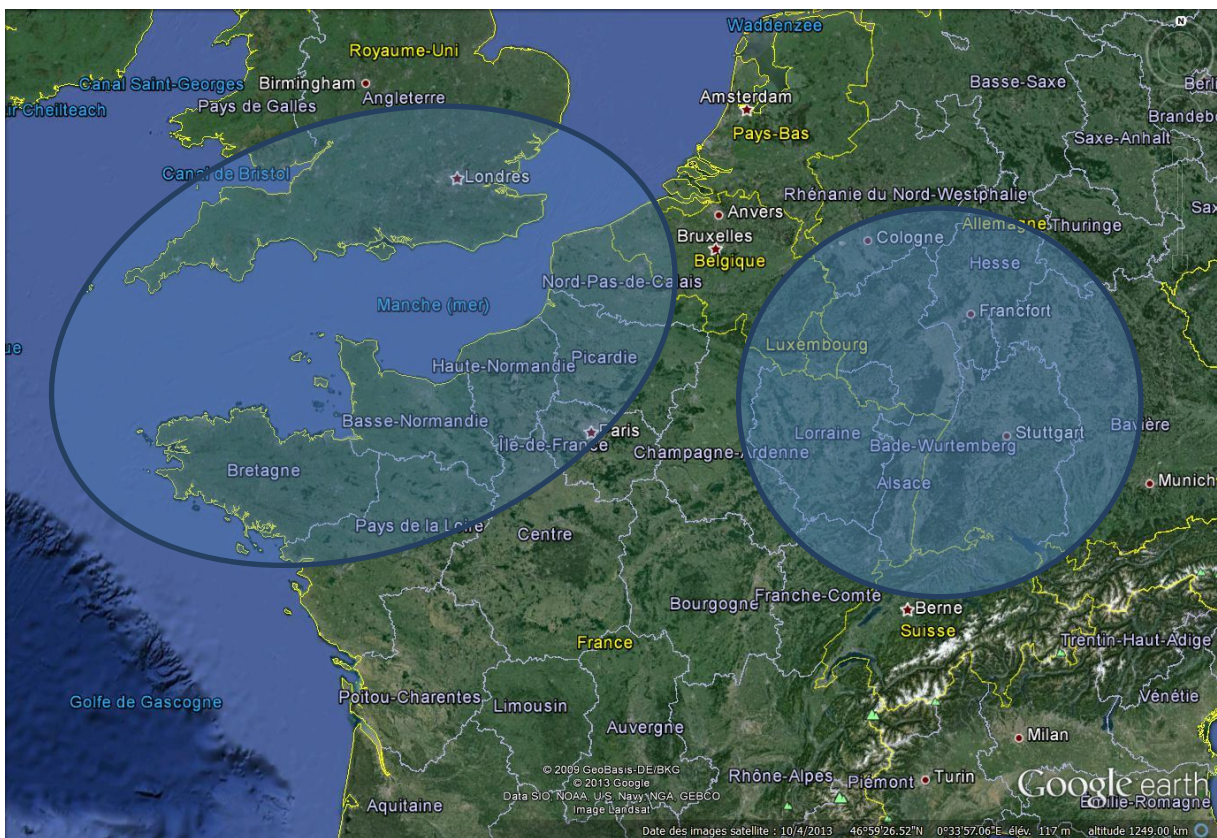 Waddenzee
Royaume-Uni
Canal Saint-Georges
Birmingham
Basse-Saxe
Pays de Galles
Angleterre
Amsterdam
Pays-Bas
Saxe-Anhalt
Canal de Bristol
Londres
Rhénanie du Nord-Westphalie
Anvers
Allemagne
Thuringe
Bruxelles
Cologne
Belgique
Hesse
Nord-Pas-de-Calais
Manche (mer)
Francfort
Luxembourg
Haute-Normandie
Picardie
Basse-Normandie
Paris
Île-de-France
Champagne-Ardenne
Lorraine
Bade-Wurtemberg
Stuttgart
Bavière
Bretagne
Alsace
Munich
Pays de la Loire
Centre
Bourgogne
Franche-Comté
Berne
Suisse
France
Trentin-Haut-Adige
Golfe de Gascogne
Poitou-Charentes
Limousin
Vénétie
Auvergne
Milan
© 2009 GeoBasis-DE/BKG
© 2013 Google
Data SIO, NOAA, U.S. Navy, NGA, GEBCO
Image Landsat
Rhône-Alpes
Piémont
Turin
Google earth
Aquitaine
Émilie-Romagne
Date des images satellite : 10/4/2013 46°59'26.52"N 0°33'57.06"E élév. 117 m altitude 1249.00 km